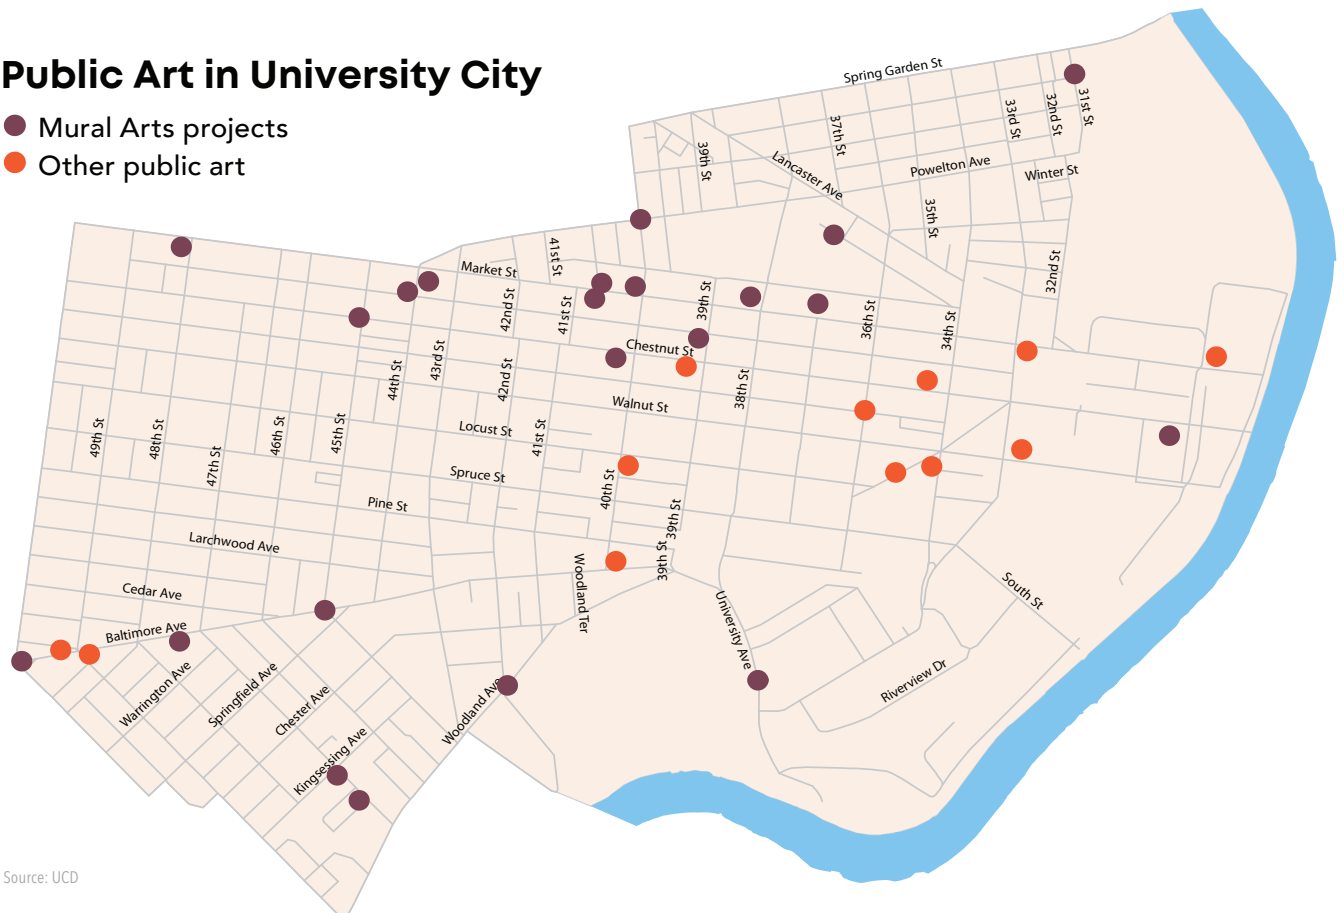 Public Art in University City
Mural Arts projects
Other public art
Spring Garden St
39th St
37th St
33rd St
32nd St
31st St
Lancaster Ave
Powelton Ave
Winter St
35th St
32nd St
Market St
41st St
42nd St
41st St
39th St
36th St
34th St
Chestnut St
44th St
43rd St
42nd St
38th St
Walnut St
Locust St
49th St
48th St
47th St
46th St
45th St
41st St
Spruce St
40th St
39th St
Pine St
Larchwood Ave
39th St
Woodland Ter
Cedar Ave
Baltimore Ave
South St
University Ave
Warrington Ave
Springfield Ave
Chester Ave
Woodland Ave
Riverview Dr
Kingsessing Ave
Source: UCD